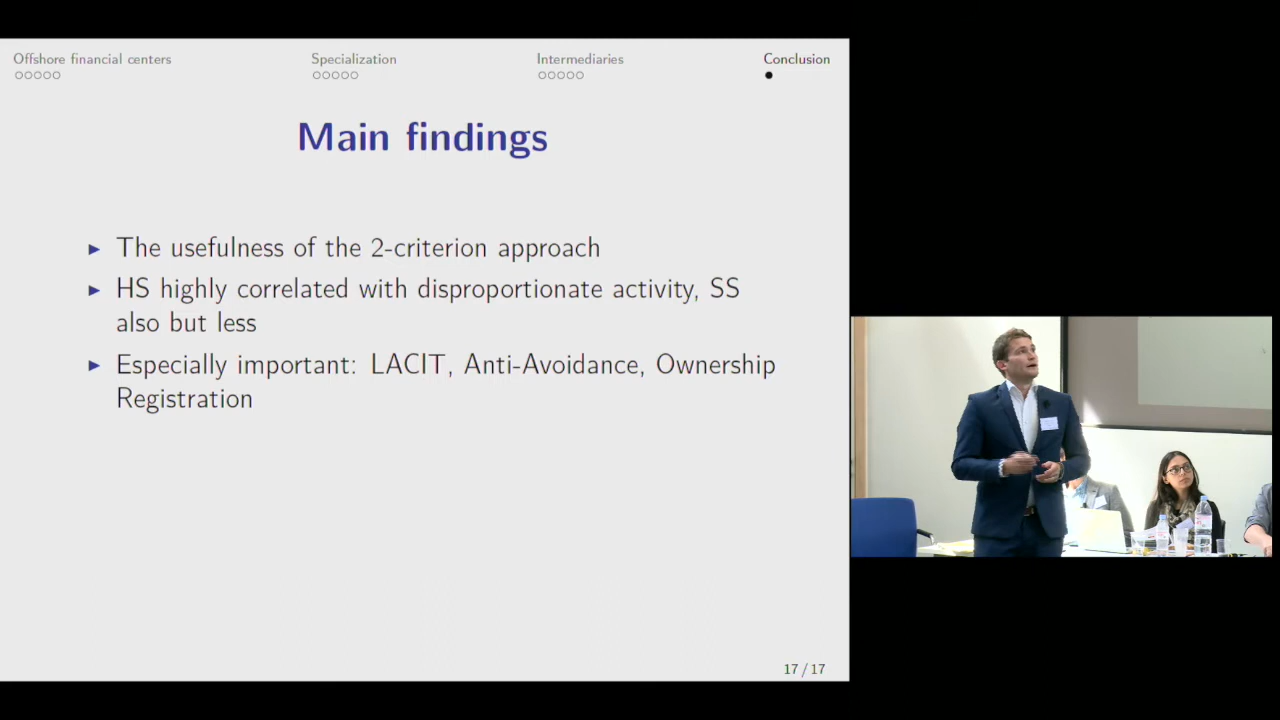 Offshore financial centers
Specialization
Intermediaries
Conclusion
Main findings
The usefulness of the 2-criterion approach
HS highly correlated with disproportionate activity, SS
also but less
Especially important: LACIT, Anti-Avoidance, Ownership
Registration
17 / 17